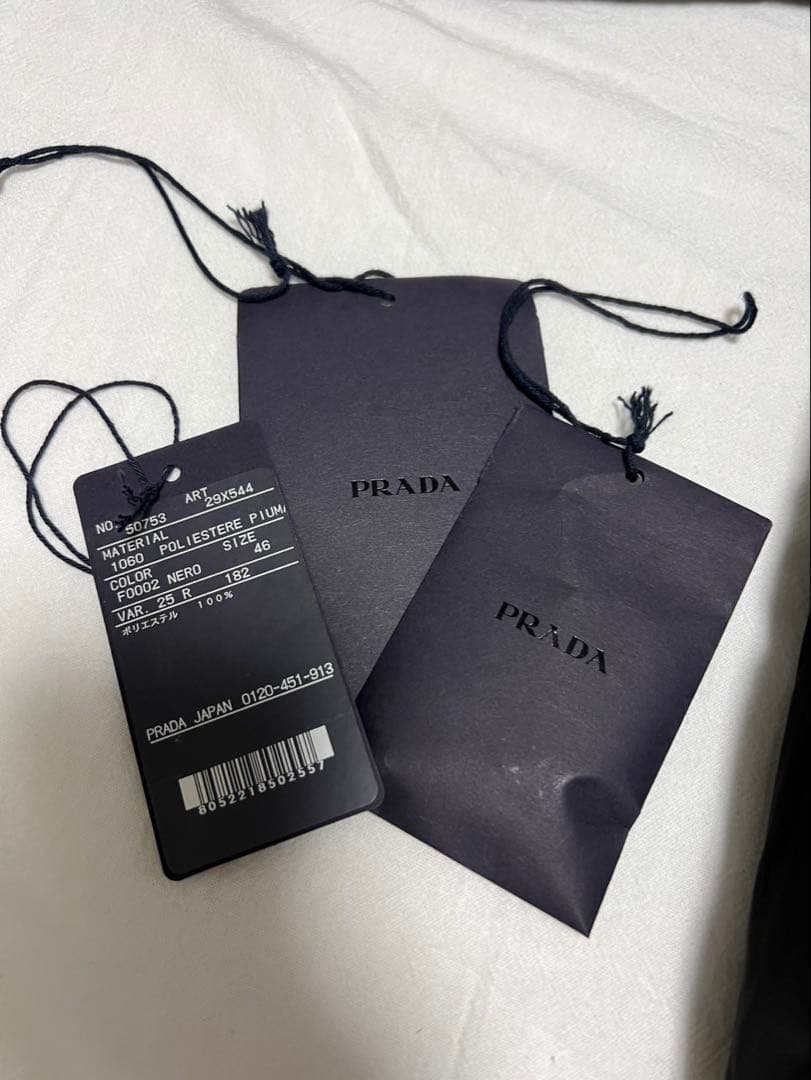 PRADA
PRADA
NO. 50753 ART 29X544
MATERIAL
1060 POLIESTERE PIUMA
COLOR SIZE
F0002 NERO 46
VAR. 25 R 182
ポリエステル 100%
PRADA JAPAN 0120-451-913
8052218502557